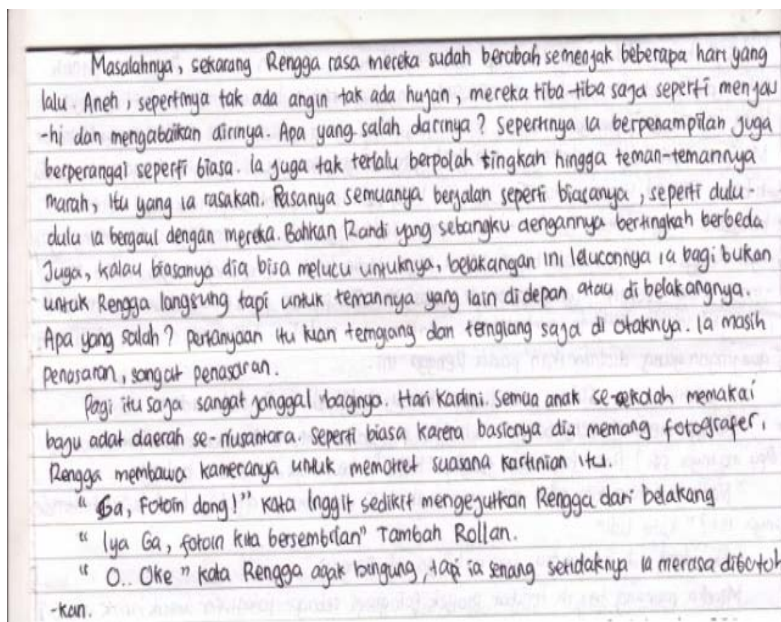 Masalahnya, sekarang Rengga rasa mereka sudah berubah semenjak beberapa hari yang
lalu. Aneh, sepertinya tak ada angin tak ada hujan, mereka tiba-tiba saja seperti menjau
-hi dan mengabaikan dirinya. Apa yang salah darinya? Sepertinya ia berpenampilan juga
berperangai seperti biasa. Ia juga tak terlalu berpolah tingkah hingga teman-temannya
marah, itu yang ia rasakan. Rasanya semuanya berjalan seperti biasanya, seperti dulu-
dulu ia bergaul dengan mereka. Bahkan Randi yang sebangku dengannya bertingkah berbeda
Juga, kalau biasanya dia bisa melucu untuknya, belakangan ini leluconnya ia bagi bukan
untuk Rengga langsung tapi untuk temannya yang lain di depan atau di belakangnya.
Apa yang salah? Pertanyaan itu kian terngiang dan terngiang saja di otaknya. Ia masih
penasaran, sangat penasaran.
Pagi itu saja sangat janggal baginya. Hari Kartini. Semua anak se-sekolah memakai
baju adat daerah se-nusantara. Seperti biasa karena basicnya dia memang fotografer,
Rengga membawa kameranya untuk memotret suasana kartinian itu.
"Ga, Fotoin dong!" Kata Inggit sedikit mengejutkan Rengga dari belakang
"Iya Ga, fotoin kita bersembilan" Tambah Rollan.
"O.. Oke" kata Rengga agak bingung, tapi ia senang setidaknya ia merasa dibutuh
-kan.